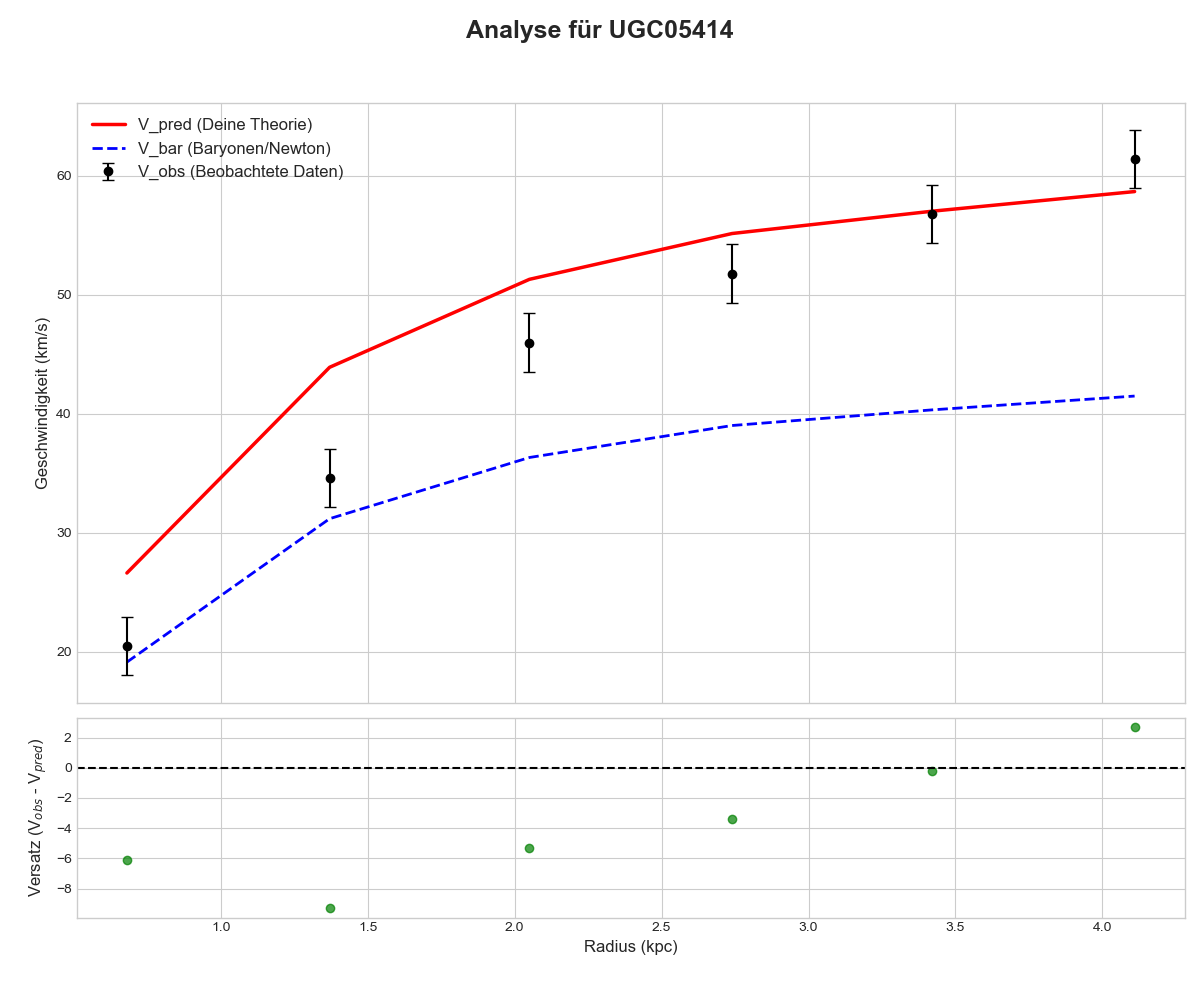 Analyse für UGC05414
V_pred (Deine Theorie)
V_bar (Baryonen/Newton)
V_obs (Beobachtete Daten)
Geschwindigkeit (km/s)
60
50
40
30
20
Versatz (V_obs - V_pred)
2
0
−2
−4
−6
−8
1.0 1.5 2.0 2.5 3.0 3.5 4.0
Radius (kpc)